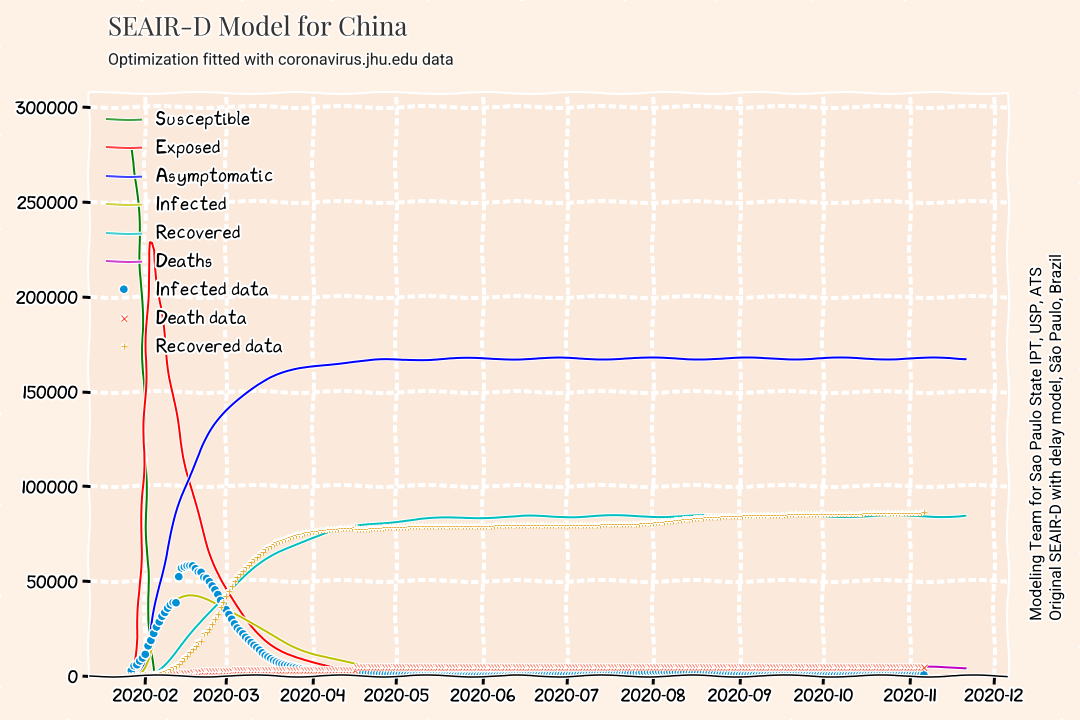 SEAIR-D Model for China
Optimization fitted with coronavirus.jhu.edu data
300000
250000
200000
150000
100000
50000
0
Susceptible
Exposed
Asymptomatic
Infected
Recovered
Deaths
Infected data
Death data
Recovered data
2020-02 2020-03 2020-04 2020-05 2020-06 2020-07 2020-08 2020-09 2020-10 2020-11 2020-12
Modeling Team for Sao Paulo State IPT, USP, ATS
Original SEAIR-D with delay model, São Paulo, Brazil